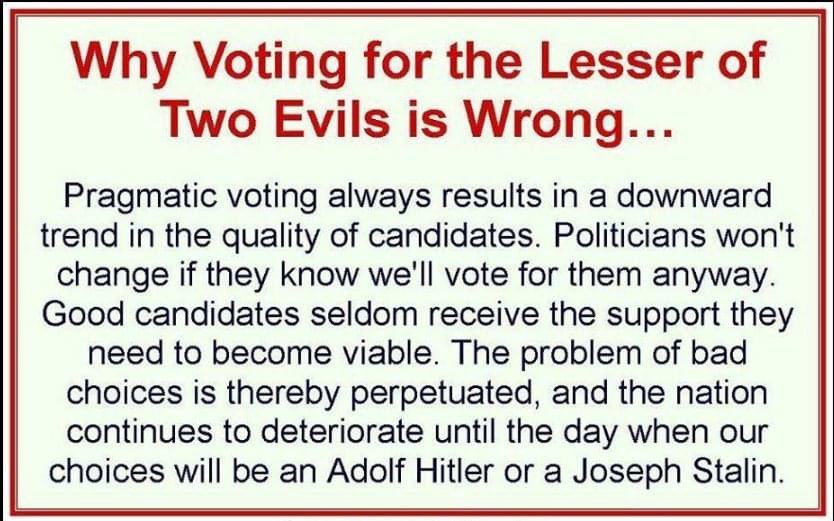 Why Voting for the Lesser of
Two Evils is Wrong...
Pragmatic voting always results in a downward
trend in the quality of candidates. Politicians won't
change if they know we'll vote for them anyway.
Good candidates seldom receive the support they
need to become viable. The problem of bad
choices is thereby perpetuated, and the nation
continues to deteriorate until the day when our
choices will be an Adolf Hitler or a Joseph Stalin.